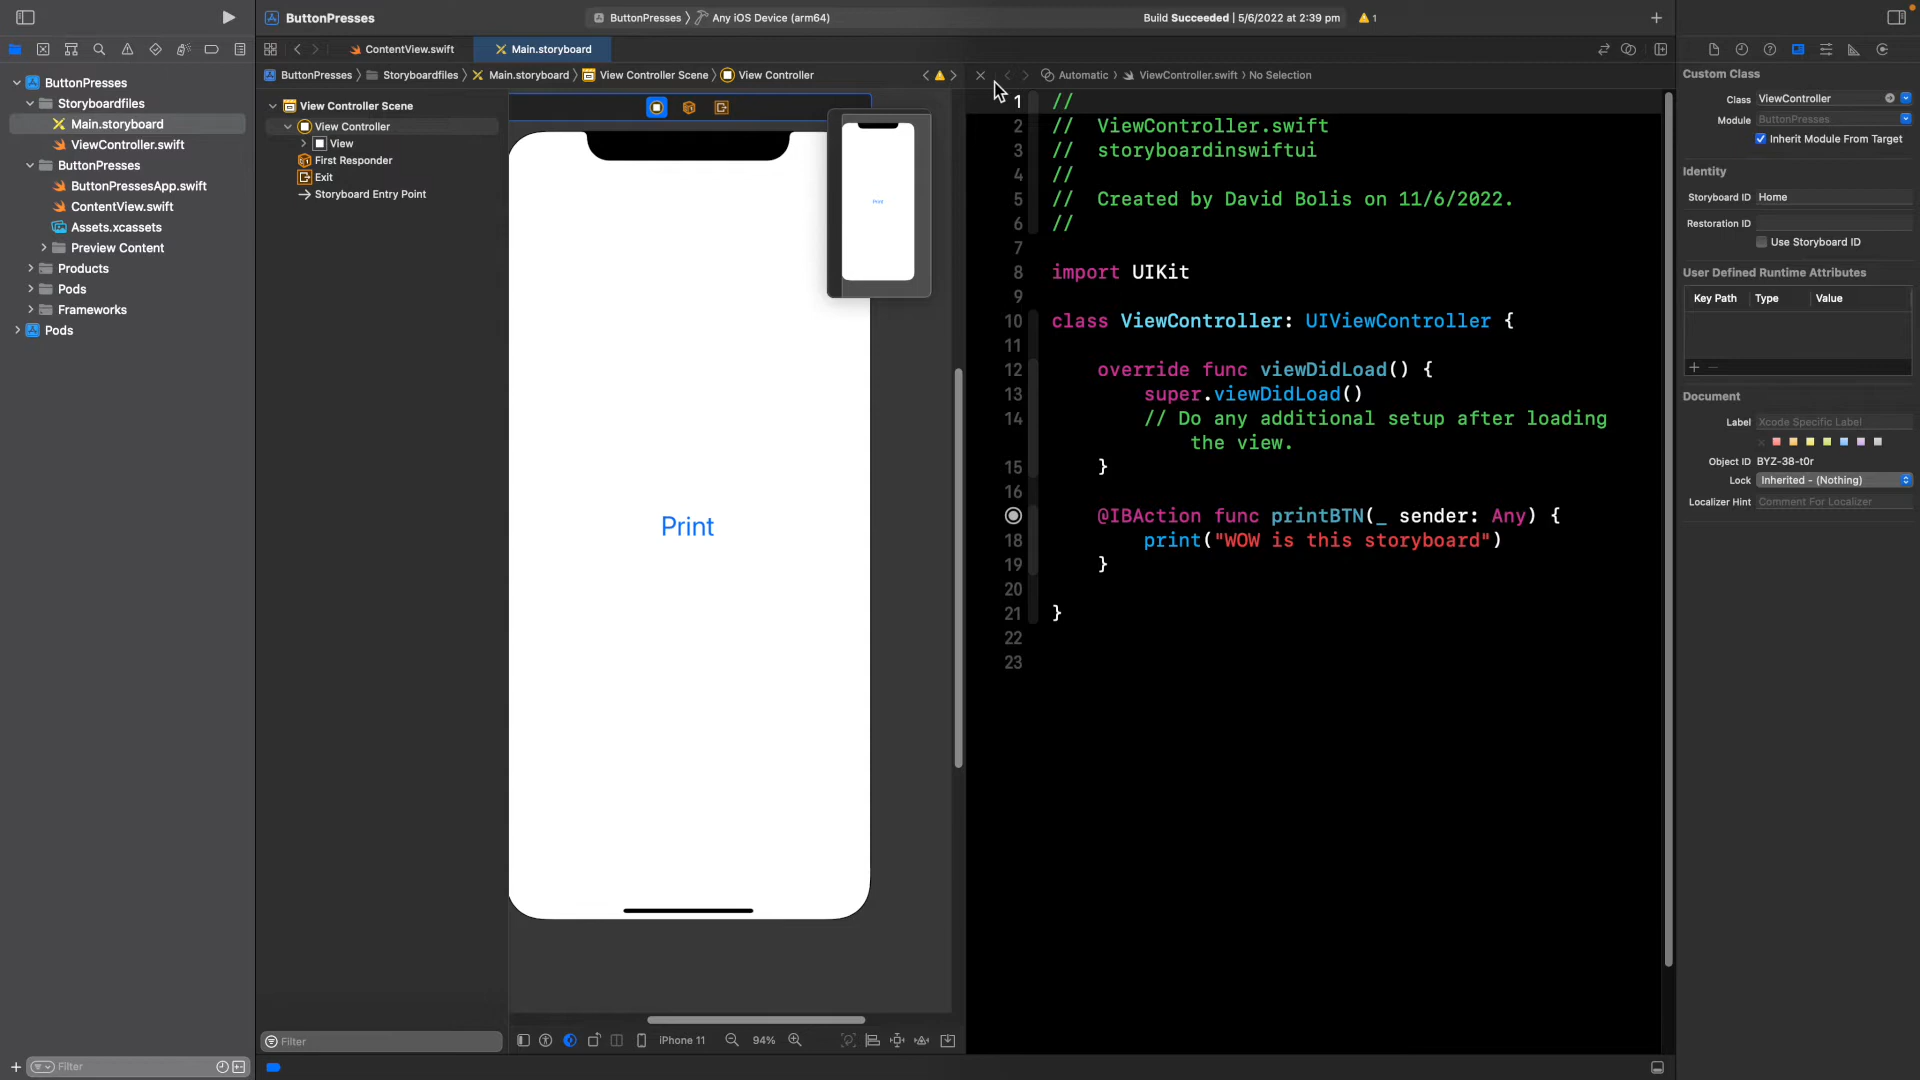 ButtonPresses
ButtonPresses
Any iOS Device (arm64)
Build Succeeded | 5/6/2022 at 2:39 pm
1
ContentView.swift
Main.storyboard
ButtonPresses
Storyboardfiles
Main.storyboard
View Controller Scene
View Controller
Automatic
ViewController.swift
No Selection
ButtonPresses
Storyboardfiles
Main.storyboard
ViewController.swift
ButtonPresses
ButtonPressesApp.swift
ContentView.swift
Assets.xcassets
Preview Content
Products
Pods
Frameworks
Pods
Filter
View Controller Scene
View Controller
View
First Responder
Exit
Storyboard Entry Point
Filter
Print
Print
iPhone 11
94%
1 //
2 // ViewController.swift
3 // storyboardinswiftui
4 //
5 // Created by David Bolis on 11/6/2022.
6 //
7
8 import UIKit
9
10 class ViewController: UIViewController {
11
12 override func viewDidLoad() {
13 super.viewDidLoad()
14 // Do any additional setup after loading
the view.
15 }
16
@IBAction func printBTN(_ sender: Any) {
18 print("WOW is this storyboard")
19 }
20
21 }
22
23
Custom Class
Class ViewController
Module ButtonPresses
Inherit Module From Target
Identity
Storyboard ID Home
Restoration ID
Use Storyboard ID
User Defined Runtime Attributes
Key Path Type Value
Document
Label Xcode Specific Label
Object ID BYZ-38-t0r
Lock Inherited - (Nothing)
Localizer Hint Comment For Localizer